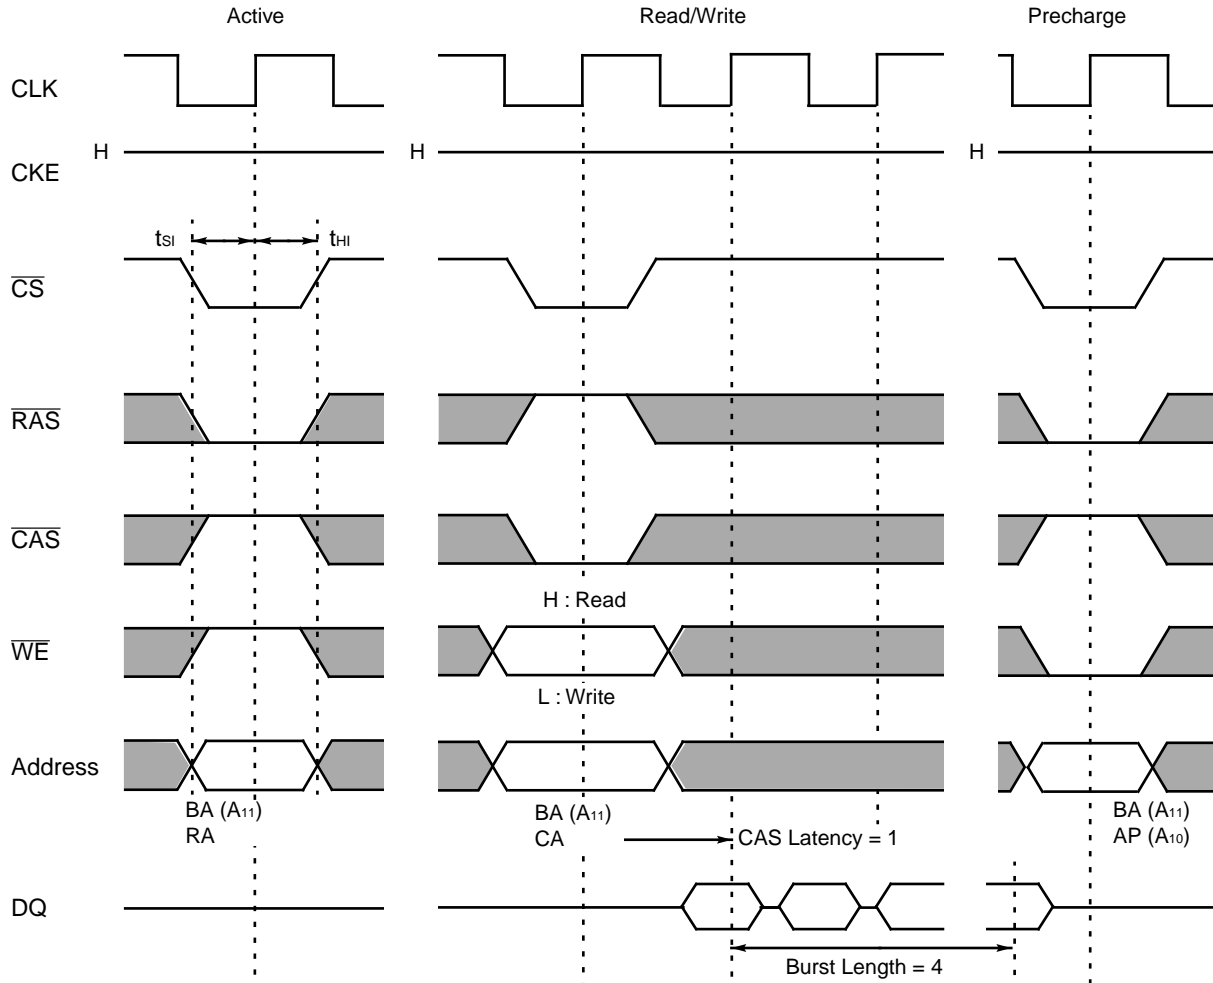 Active Read/Write Precharge
CLK
H H H
CKE
tSI tHI
CS
RAS
CAS
H : Read
WE
L : Write
Address
BA (A11) BA (A11) BA (A11)
RA CA CAS Latency = 1 AP (A10)
DQ
Burst Length = 4